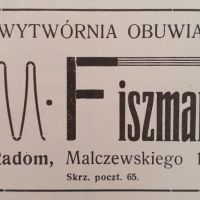 WYTWÓRNIA OBUWIA
M. Fiszma
Radom, Malczewskiego
Skrz. poczt. 65.